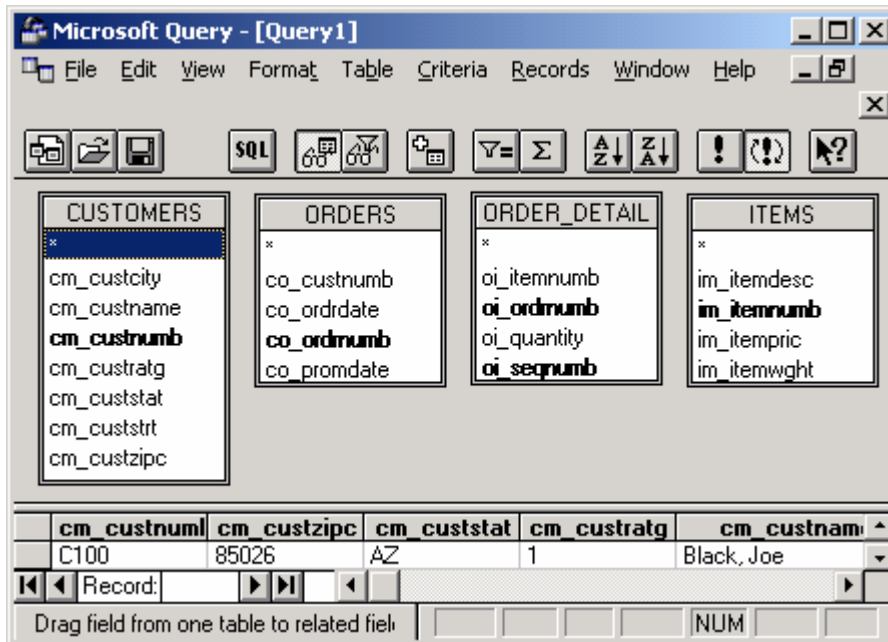 Microsoft Query - [Query1]
File Edit View Format Table Criteria Records Window Help
SQL Σ A Z Z A ! (!) ?
CUSTOMERS ORDERS ORDER_DETAIL ITEMS
* * * *
cm_custcity co_custnumb oi_itemnumb im_itemdesc
cm_custname co_ordrdate oi_ordrnumb im_itemnumb
cm_custnumb co_ordrnumb oi_quantity im_itempric
cm_custratg co_promdate oi_seqnumb im_itemwght
cm_custstat
cm_custstrt
cm_custzipc
cm_custnuml cm_custzipc cm_custstat cm_custratg cm_custnam
C100 85026 AZ 1 Black, Joe
Record:
Drag field from one table to related fiel NUM